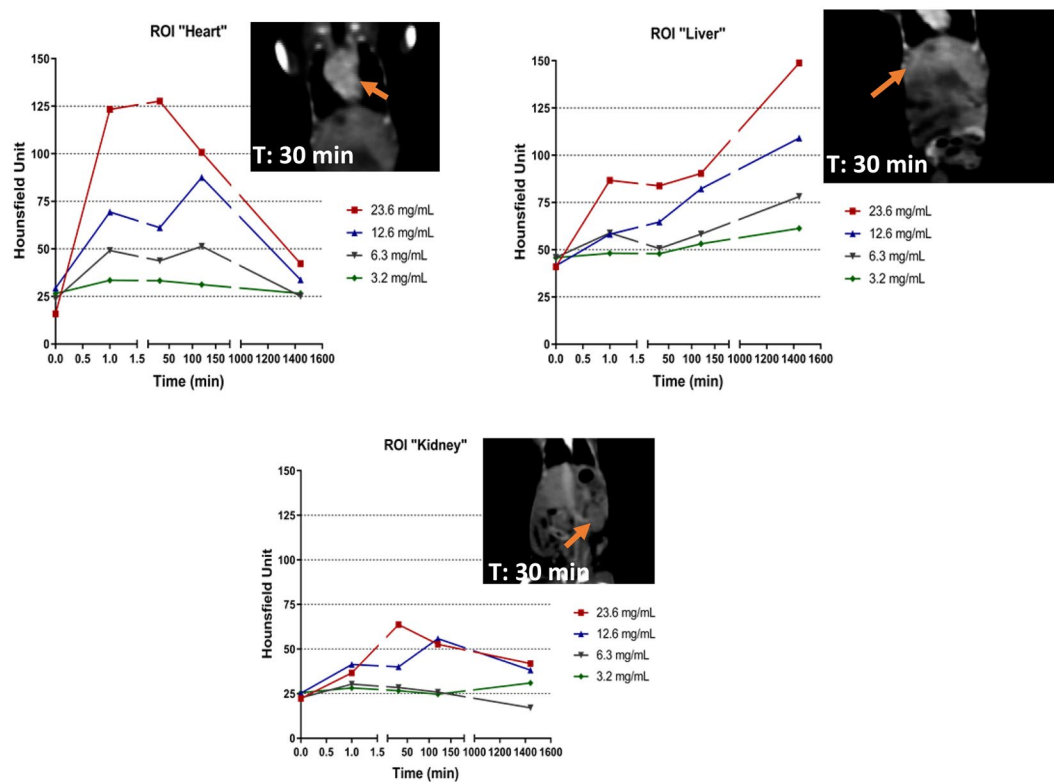 ROI "Heart"
T: 30 min
Hounsfield Unit
150
125
100
75
50
25
0
0.0 0.5 1.0 1.5 50 100 150 1000 1200 1400 1600
Time (min)
23.6 mg/mL
12.6 mg/mL
6.3 mg/mL
3.2 mg/mL
ROI "Liver"
T: 30 min
Hounsfield Unit
150
125
100
75
50
25
0
0.0 0.5 1.0 1.5 50 100 150 1000 1200 1400 1600
Time (min)
23.6 mg/mL
12.6 mg/mL
6.3 mg/mL
3.2 mg/mL
ROI "Kidney"
T: 30 min
Hounsfield Unit
150
125
100
75
50
25
0
0.0 0.5 1.0 1.5 50 100 150 1000 1200 1400 1600
Time (min)
23.6 mg/mL
12.6 mg/mL
6.3 mg/mL
3.2 mg/mL